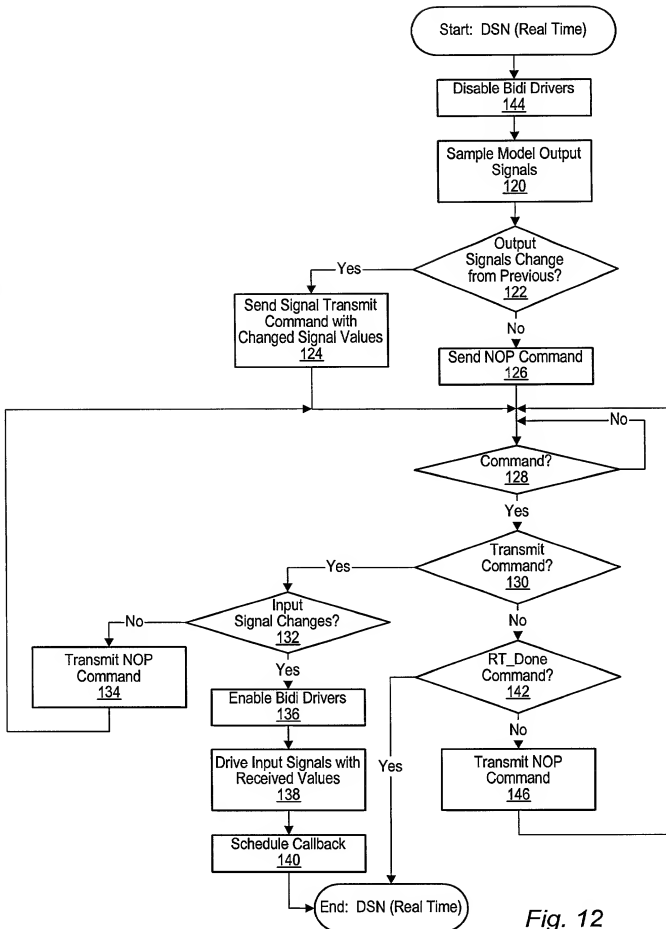 Start: DSN (Real Time)
Disable Bidi Drivers
144
Sample Model Output
Signals
120
Output
Signals Change
from Previous?
122
Yes
Send Signal Transmit
Command with
Changed Signal Values
124
No
Send NOP Command
126
No
Command?
128
Yes
Transmit
Command?
130
Yes
Input
Signal Changes?
132
No
Transmit NOP
Command
134
Yes
Enable Bidi Drivers
136
Drive Input Signals with
Received Values
138
Schedule Callback
140
No
RT_Done
Command?
142
Yes
No
Transmit NOP
Command
146
End: DSN (Real Time)
Fig. 12